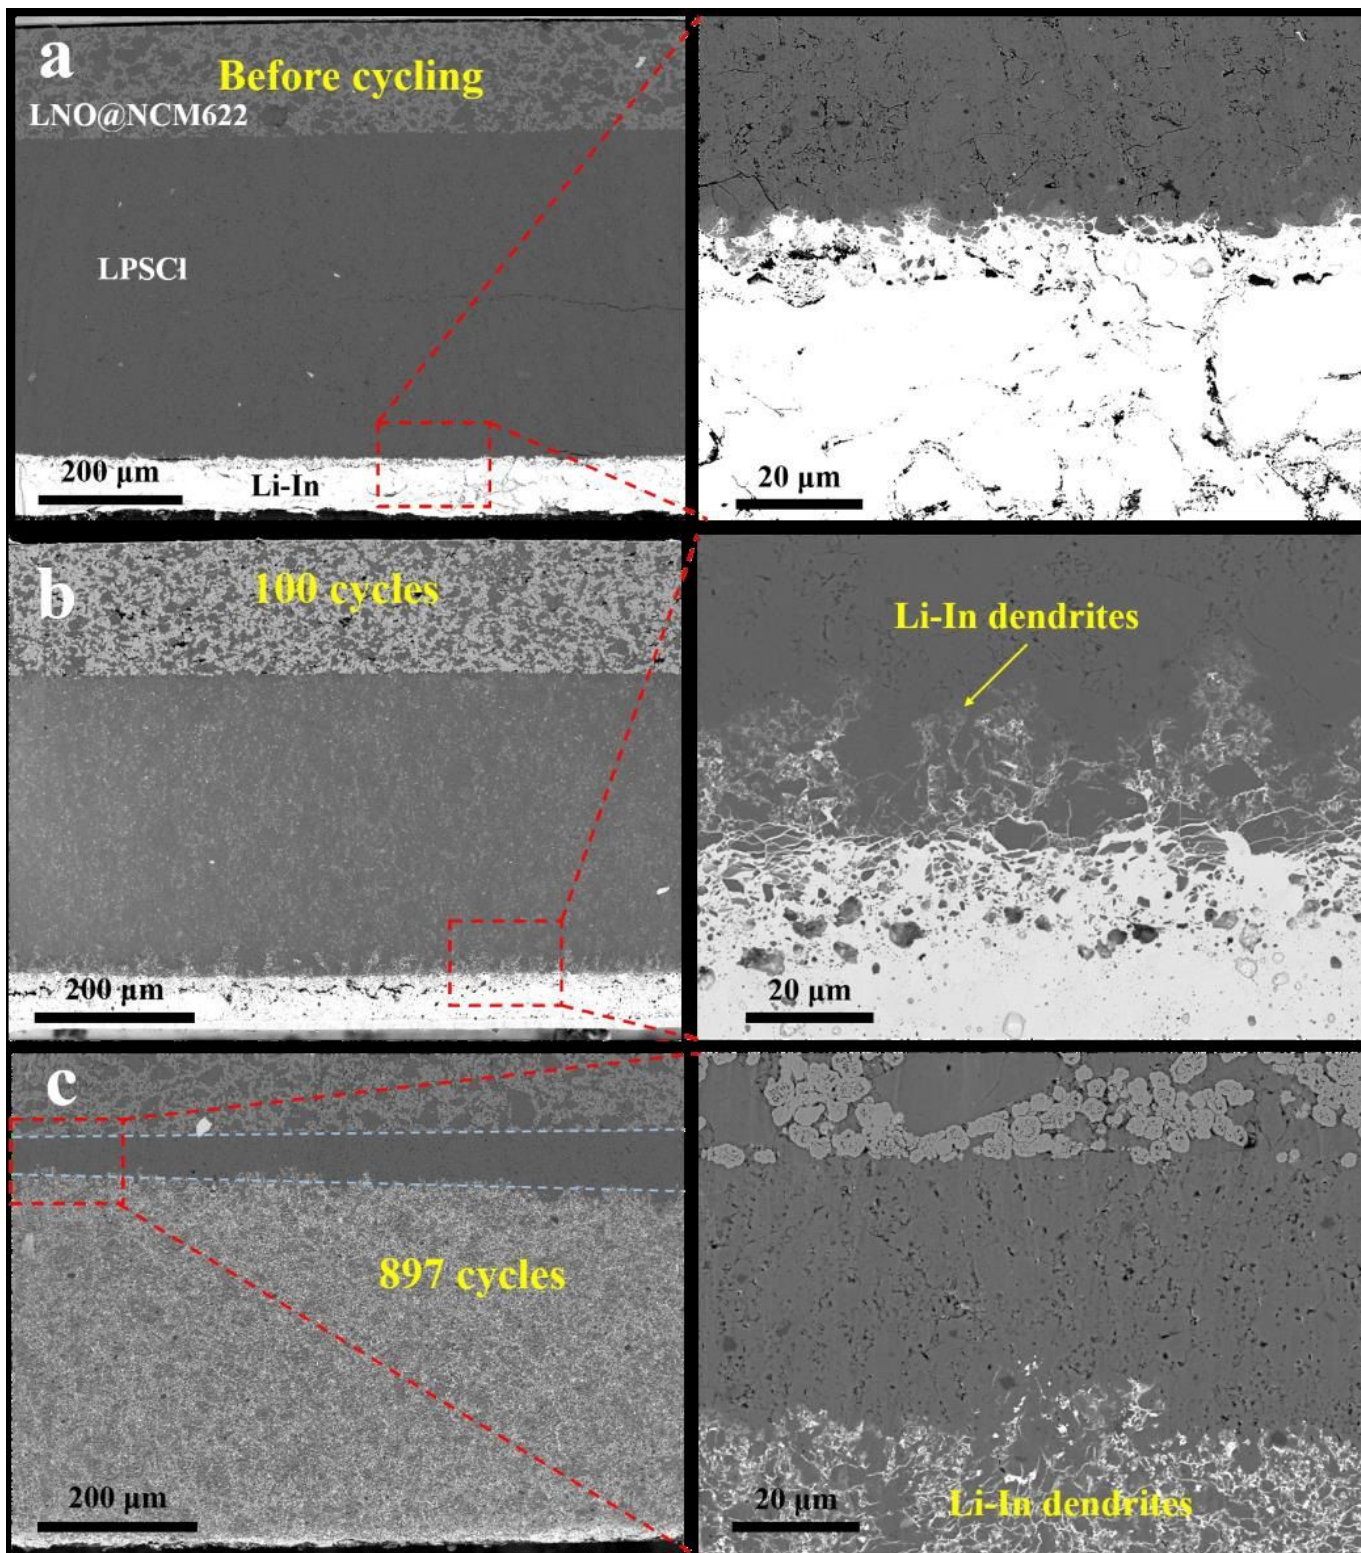 a
Before cycling
LNO@NCM622
LPSCl
200 μm
Li-In
20 μm
b
100 cycles
Li-In dendrites
200 μm
20 μm
c
897 cycles
200 μm
Li-In dendrites
20 μm